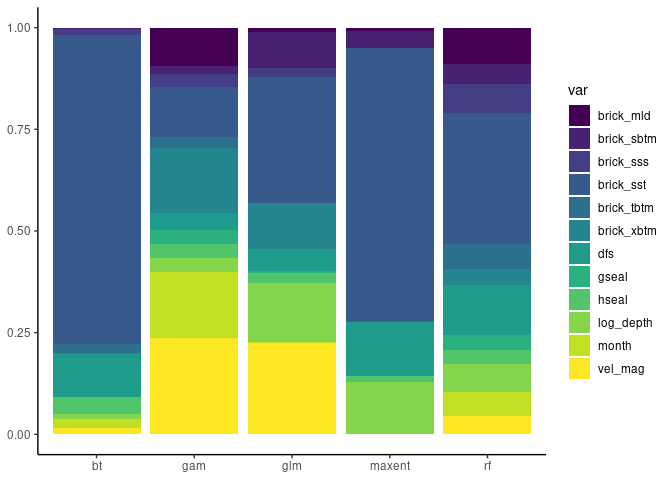 1.00
0.75
0.50
0.25
0.00
bt gam glm maxent rf
var
brick_mld
brick_sbtm
brick_sss
brick_sst
brick_tbtm
brick_xbtm
dfs
gseal
hseal
log_depth
month
vel_mag